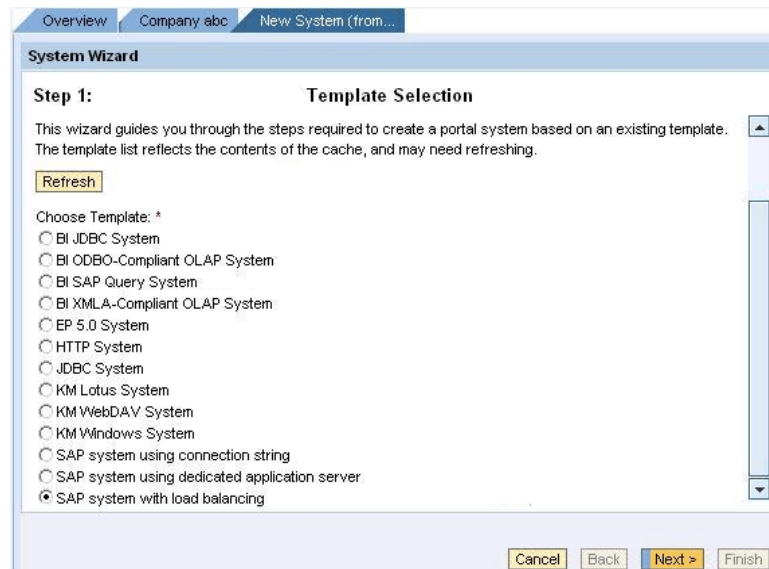 Overview Company abc New System (from...
System Wizard
Step 1: Template Selection
This wizard guides you through the steps required to create a portal system based on an existing template.
The template list reflects the contents of the cache, and may need refreshing.
Refresh
Choose Template: *
BI JDBC System
BI ODBO-Compliant OLAP System
BI SAP Query System
BI XMLA-Compliant OLAP System
EP 5.0 System
HTTP System
JDBC System
KM Lotus System
KM WebDAV System
KM Windows System
SAP system using connection string
SAP system using dedicated application server
SAP system with load balancing
Cancel Back Next > Finish